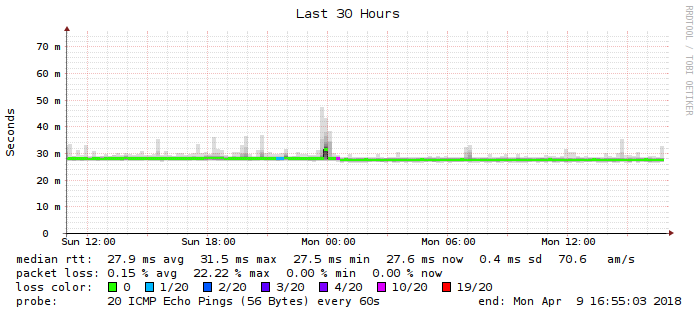 Last 30 Hours
RRDTOOL / TOBI OETIKER
Seconds
70 m
60 m
50 m
40 m
30 m
20 m
10 m
0
Sun 12:00 Sun 18:00 Mon 00:00 Mon 06:00 Mon 12:00
median rtt: 27.9 ms avg 31.5 ms max 27.5 ms min 27.6 ms now 0.4 ms sd 70.6 am/s
packet loss: 0.15 % avg 22.22 % max 0.00 % min 0.00 % now
loss color: 0 1/20 2/20 3/20 4/20 10/20 19/20
probe: 20 ICMP Echo Pings (56 Bytes) every 60s end: Mon Apr 9 16:55:03 2018